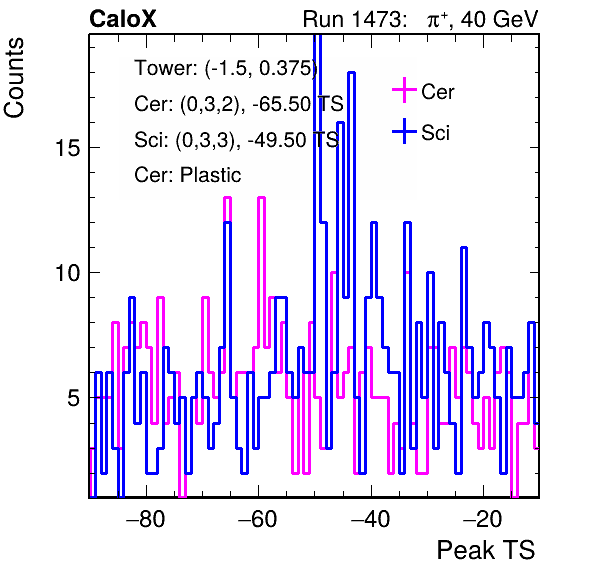 CaloX
Run 1473: π⁺, 40 GeV
Counts
Tower: (-1.5, 0.375)
Cer: (0,3,2), -65.50 TS
Sci: (0,3,3), -49.50 TS
Cer: Plastic
Cer
Sci
15
10
5
−80
−60
−40
−20
Peak TS